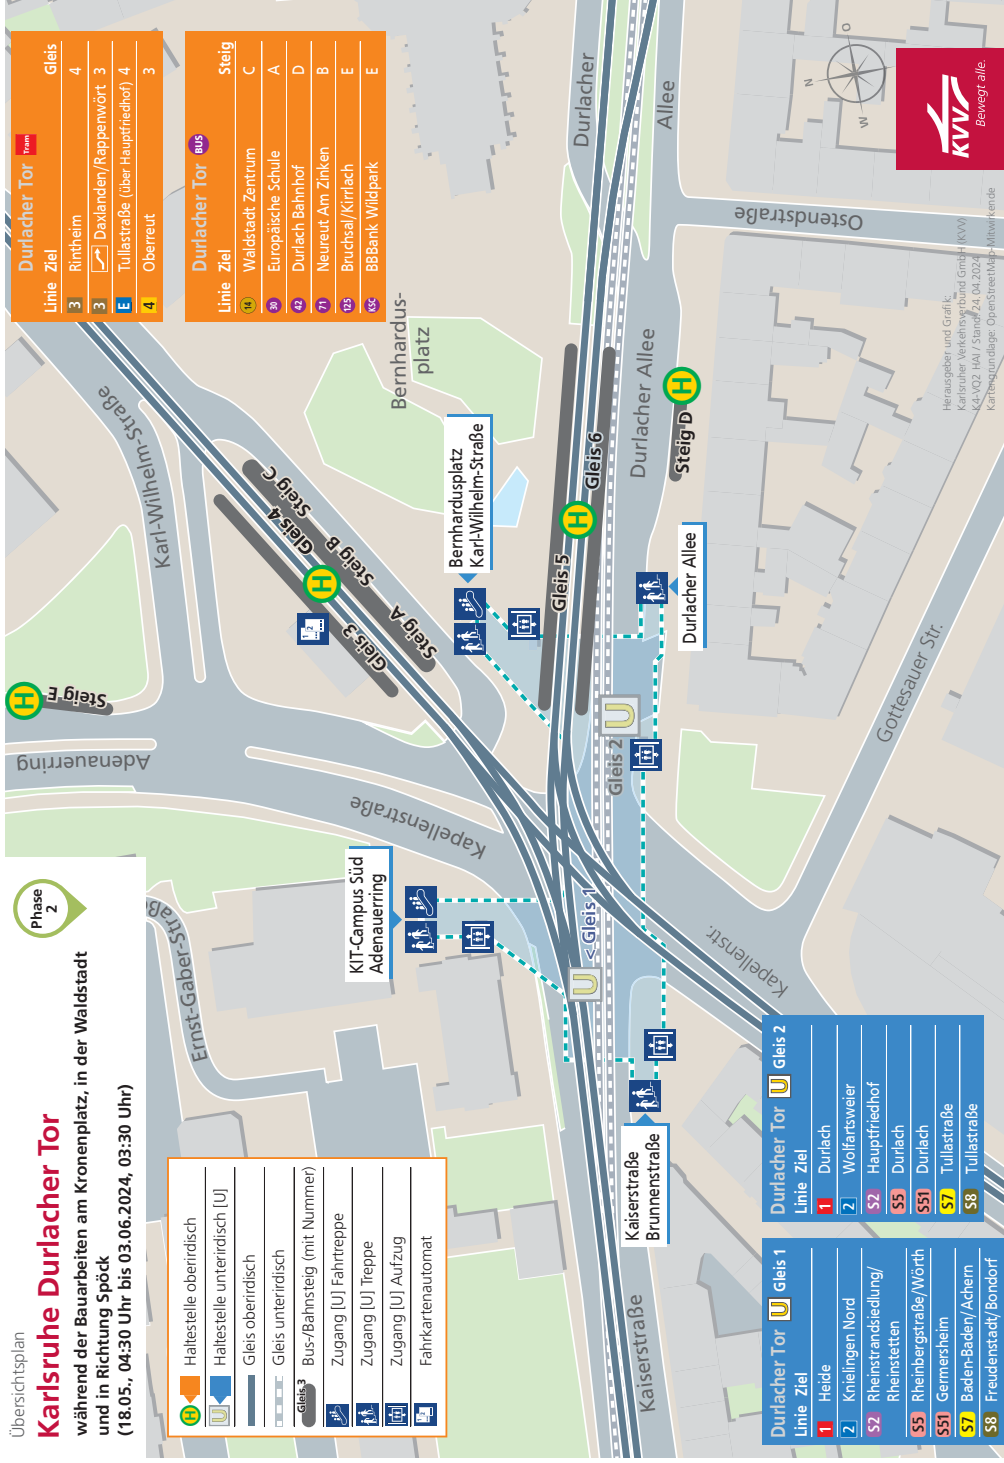 Übersichtsplan
Karlsruhe Durlacher Tor
während der Bauarbeiten am Kronenplatz, in der Waldstadt
und in Richtung Spöck
(18.05., 04:30 Uhr bis 03.06.2024, 03:30 Uhr)
Phase
2
H Haltestelle oberirdisch
U Haltestelle unterirdisch [U]
Gleis oberirdisch
Gleis unterirdisch
Gleis 3 Bus-/Bahnsteig (mit Nummer)
Zugang [U] Fahrtreppe
Zugang [U] Treppe
Zugang [U] Aufzug
Fahrkartenautomat
Durlacher Tor Tram
Linie Ziel Gleis
3 Rintheim 4
3 Daxlanden/Rappenwört 3
E Tullastraße (über Hauptfriedhof) 4
4 Oberreut 3
Durlacher Tor BUS
Linie Ziel Steig
14 Waldstadt Zentrum C
30 Europäische Schule A
42 Durlach Bahnhof D
71 Neureut Am Zinken B
125 Bruchsal/Kirrlach E
KSC BBBank Wildpark E
Durlacher Tor U Gleis 1
Linie Ziel
1 Heide
2 Knielingen Nord
S2 Rheinstrandsiedlung/
Rheinstetten
S5 Rheinbergstraße/Wörth
S51 Germersheim
S7 Baden-Baden/Achern
S8 Freudenstadt/Bondorf
Durlacher Tor U Gleis 2
Linie Ziel
1 Durlach
2 Wolfartsweier
S2 Hauptfriedhof
S5 Durlach
S51 Durlach
S7 Tullastraße
S8 Tullastraße
H
Steig E
Adenauerring
Karl-Wilhelm-Straße
Ernst-Gaber-Straße
Kapellenstraße
Kapellenstr.
KIT-Campus Süd
Adenauerring
Steig C
Gleis 4
Steig B
H
Steig A
Gleis 3
1 2
Bernhardus-
platz
Bernhardusplatz
Karl-Wilhelm-Straße
Gleis 5
H
Gleis 6
Durlacher
Allee
Durlacher Allee
Steig D
H
Durlacher Allee
Ostendstraße
Gottesauer Str.
U
Gleis 2
< Gleis 1
U
Kaiserstraße
Brunnenstraße
Kaiserstraße
N
O
W
KVV
Bewegt alle.
Herausgeber und Grafik:
Karlsruher Verkehrsverbund GmbH (KVV)
K4-VQ2 HAI / Stand: 24.04.2024
Kartengrundlage: OpenStreetMap-Mitwirkende